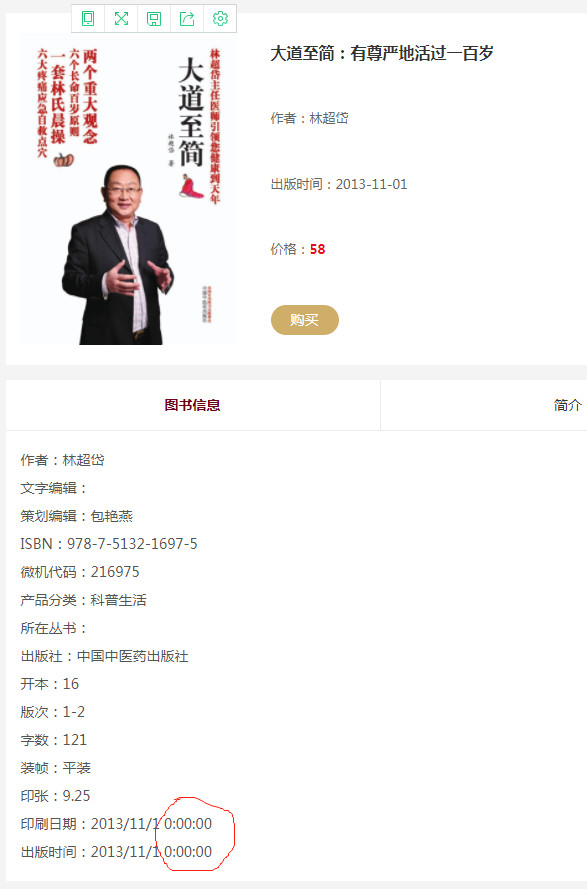 林超岱主任医师引领您健康到天年
大道至简
林超岱 著
两个重大观念
六个长命百岁原则
一套林氏晨操
六大疼痛应急自救点穴
大道至简：有尊严地活过一百岁
作者：林超岱
出版时间：2013-11-01
价格：58
购买
图书信息
简介
作者：林超岱
文字编辑：
策划编辑：包艳燕
ISBN：978-7-5132-1697-5
微机代码：216975
产品分类：科普生活
所在丛书：
出版社：中国中医药出版社
开本：16
版次：1-2
字数：121
装帧：平装
印张：9.25
印刷日期：2013/11/1 0:00:00
出版时间：2013/11/1 0:00:00